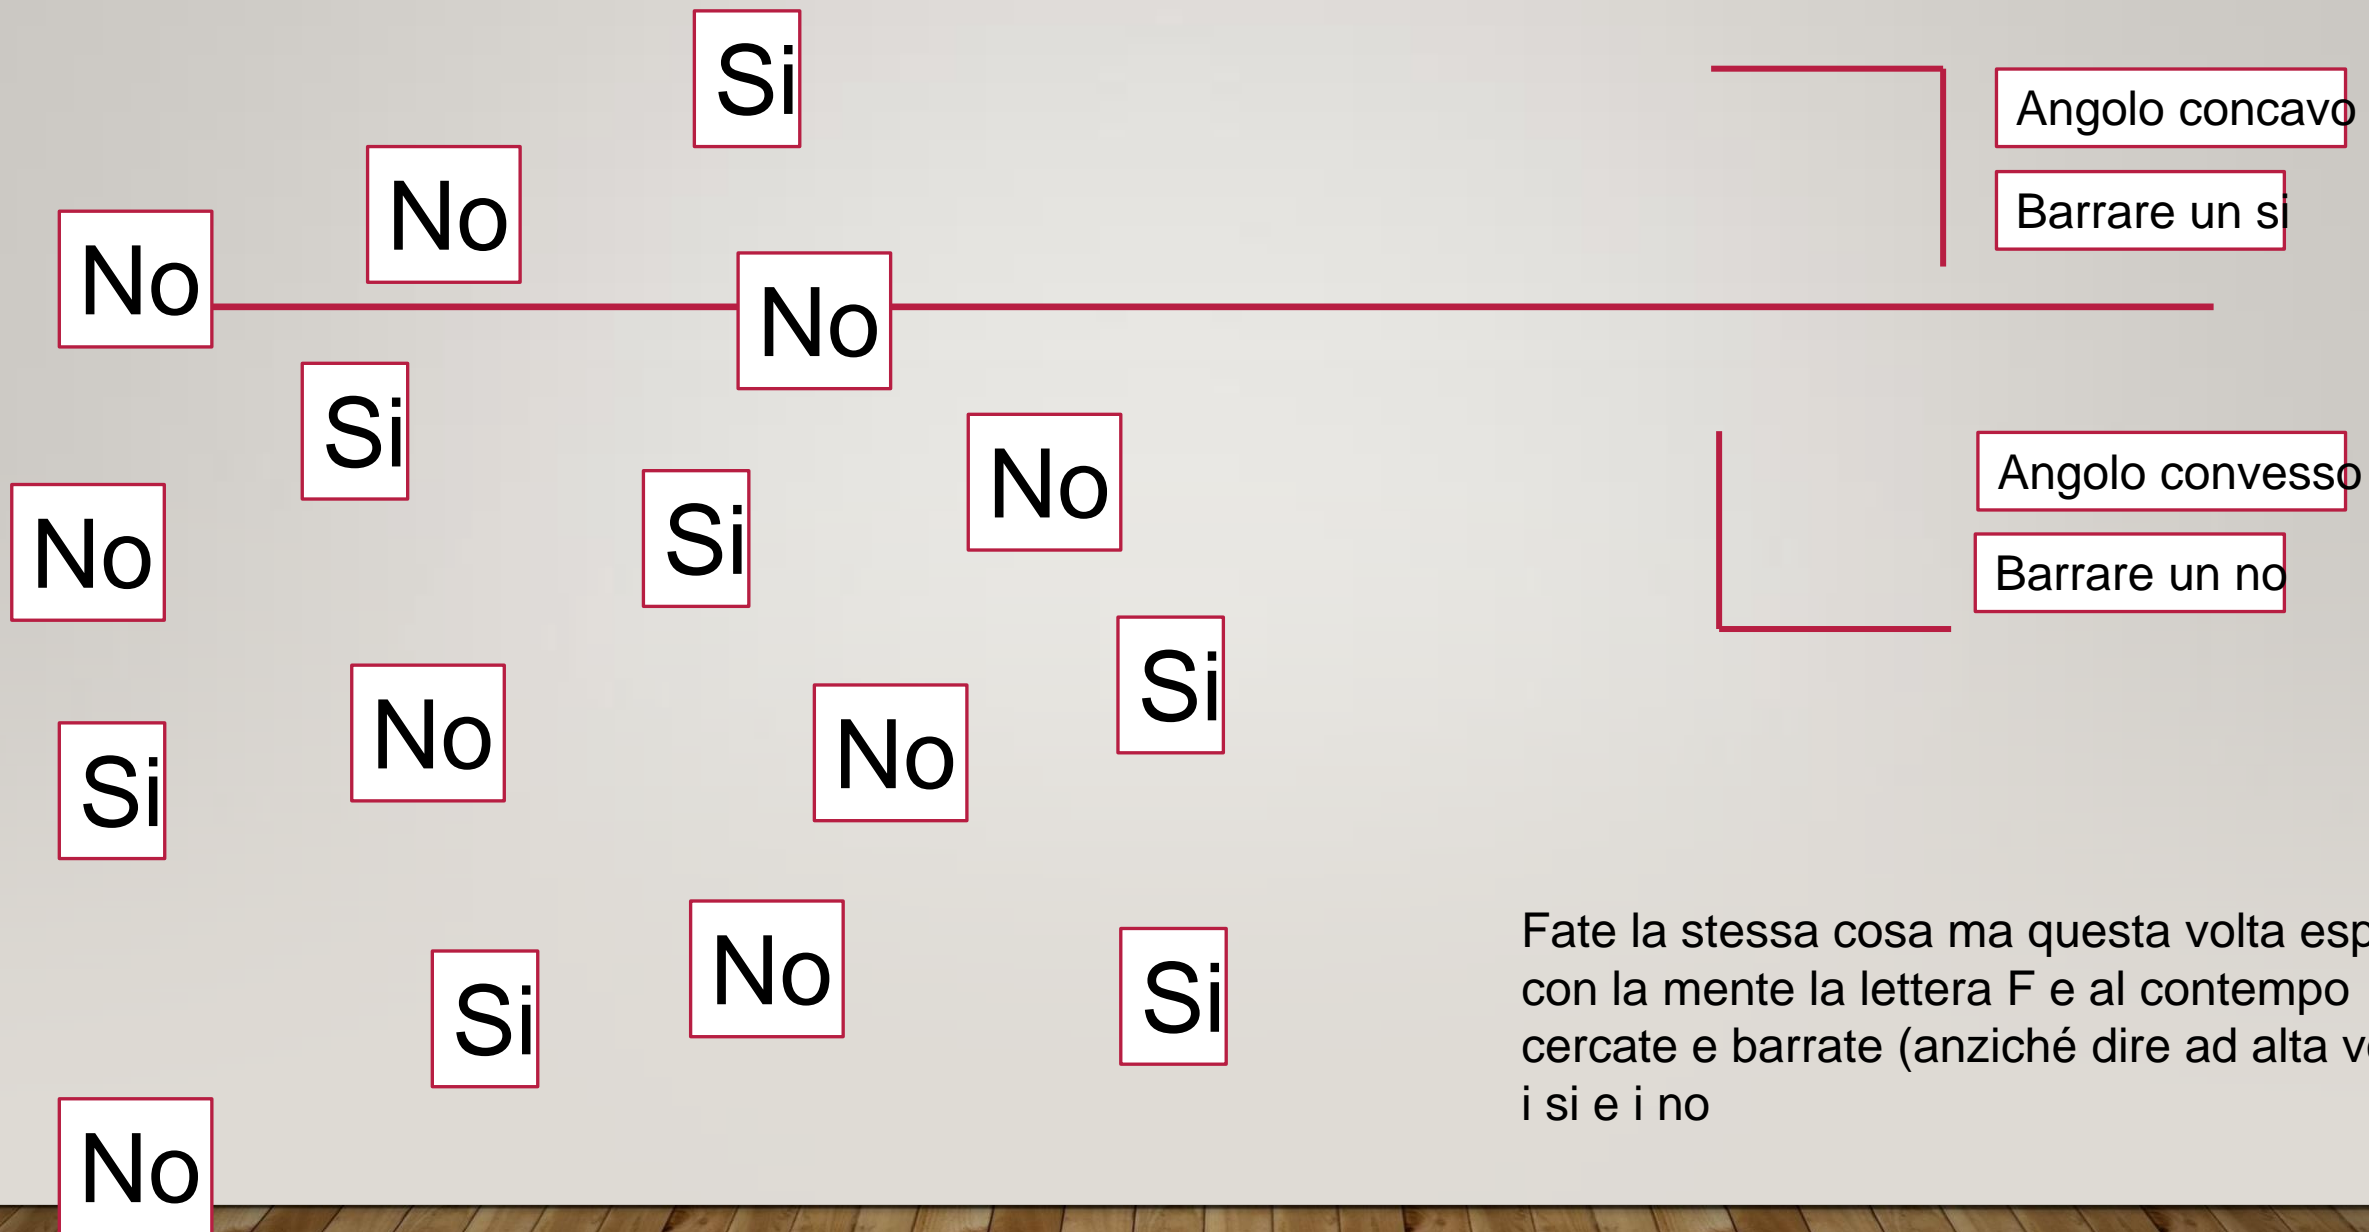 Si
No
No
No
Si
No
Si
No
Si
No
No
Si
No
Si
Si
No
Angolo concavo
Barrare un si
Angolo convesso
Barrare un no
Fate la stessa cosa ma questa volta
con la mente la lettera F e al contempo
cercate e barrate (anziché dire ad alta
i si e i no